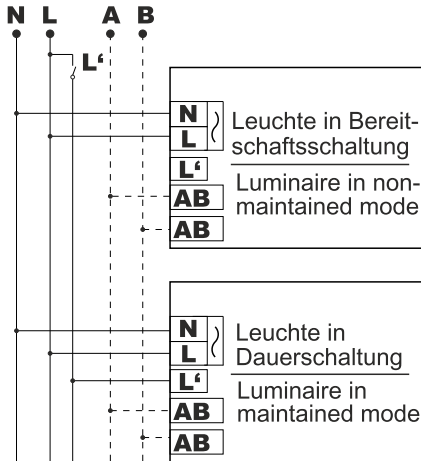 N L A B
L‘
N
L
Leuchte in Bereit-
schaftsschaltung
L‘
AB
AB
Luminaire in non-
maintained mode
N
L
Leuchte in
Dauerschaltung
L‘
AB
AB
Luminaire in
maintained mode